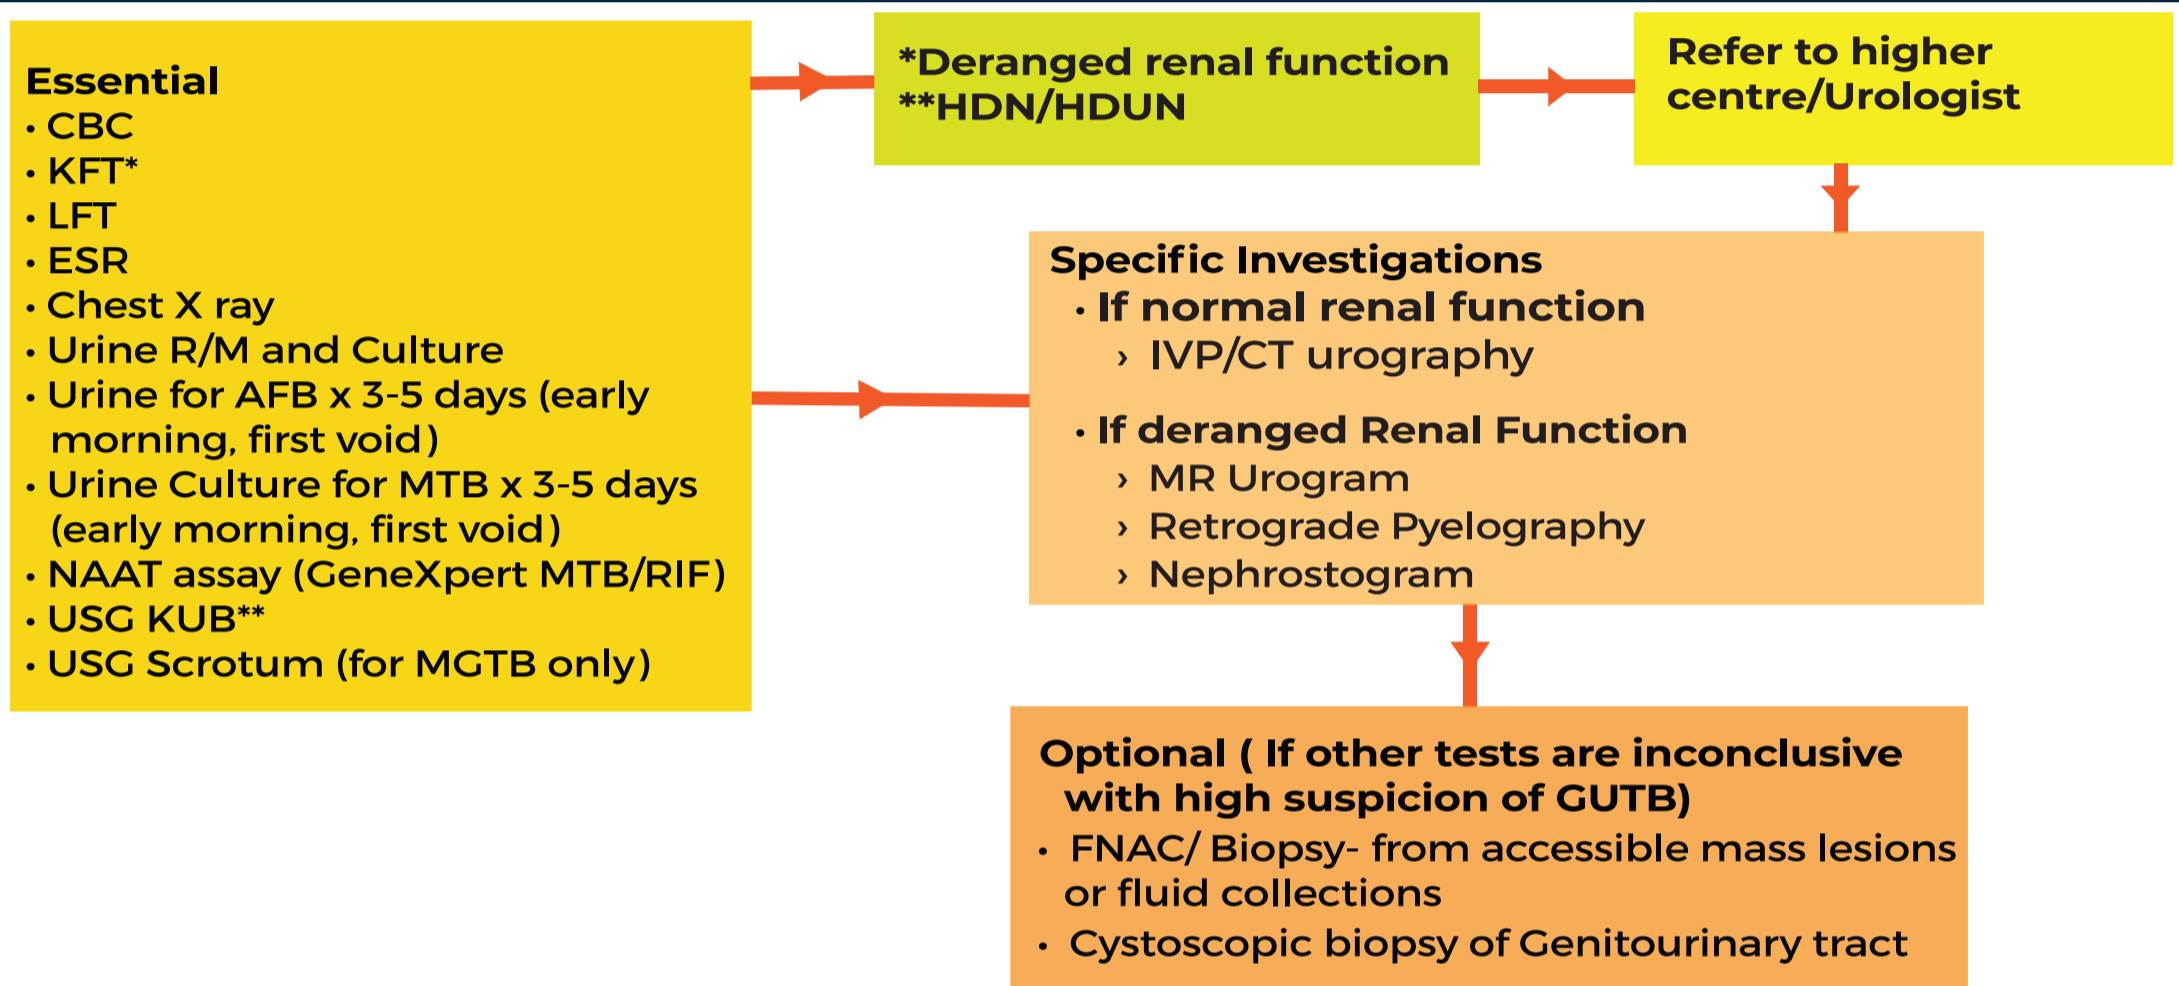 Essential
• CBC
• KFT*
• LFT
• ESR
• Chest X ray
• Urine R/M and Culture
• Urine for AFB x 3-5 days (early
morning, first void)
• Urine Culture for MTB x 3-5 days
(early morning, first void)
• NAAT assay (GeneXpert MTB/RIF)
• USG KUB**
• USG Scrotum (for MGTB only)
*Deranged renal function
**HDN/HDUN
Refer to higher
centre/Urologist
Specific Investigations
• If normal renal function
› IVP/CT urography
• If deranged Renal Function
› MR Urogram
› Retrograde Pyelography
› Nephrostogram
Optional ( If other tests are inconclusive
with high suspicion of GUTB)
• FNAC/ Biopsy- from accessible mass lesions
or fluid collections
• Cystoscopic biopsy of Genitourinary tract